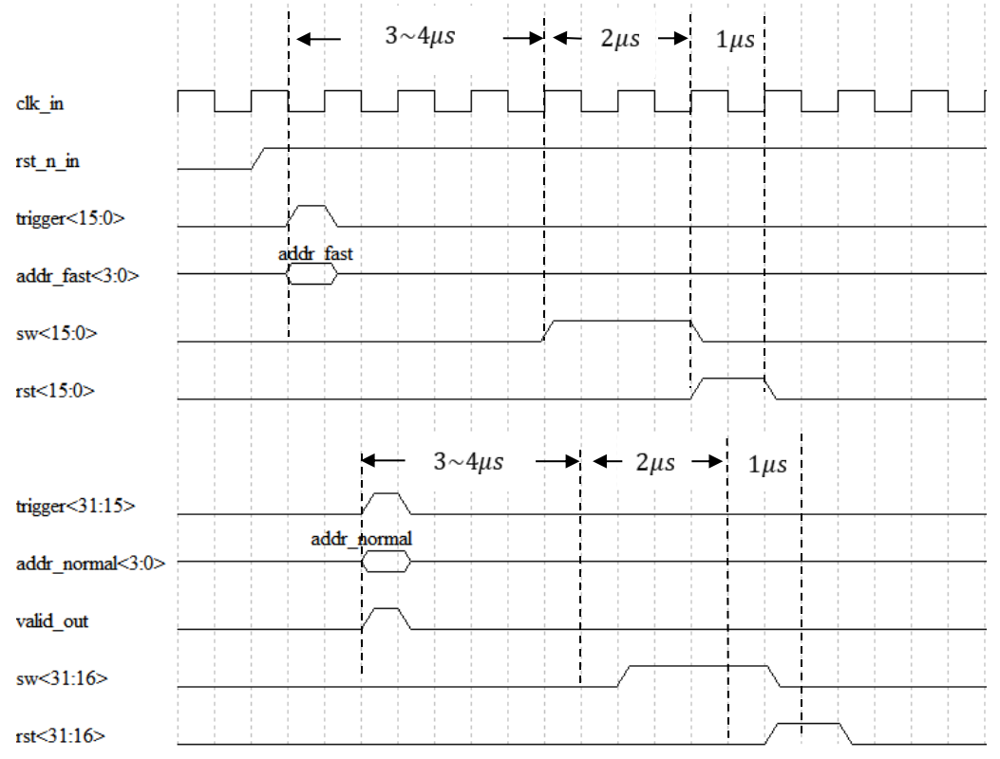 3~4μs 2μs 1μs
clk_in
rst_n_in
trigger<15:0>
addr_fast
addr_fast<3:0>
sw<15:0>
rst<15:0>
3~4μs 2μs 1μs
trigger<31:15>
addr_normal
addr_normal<3:0>
valid_out
sw<31:16>
rst<31:16>